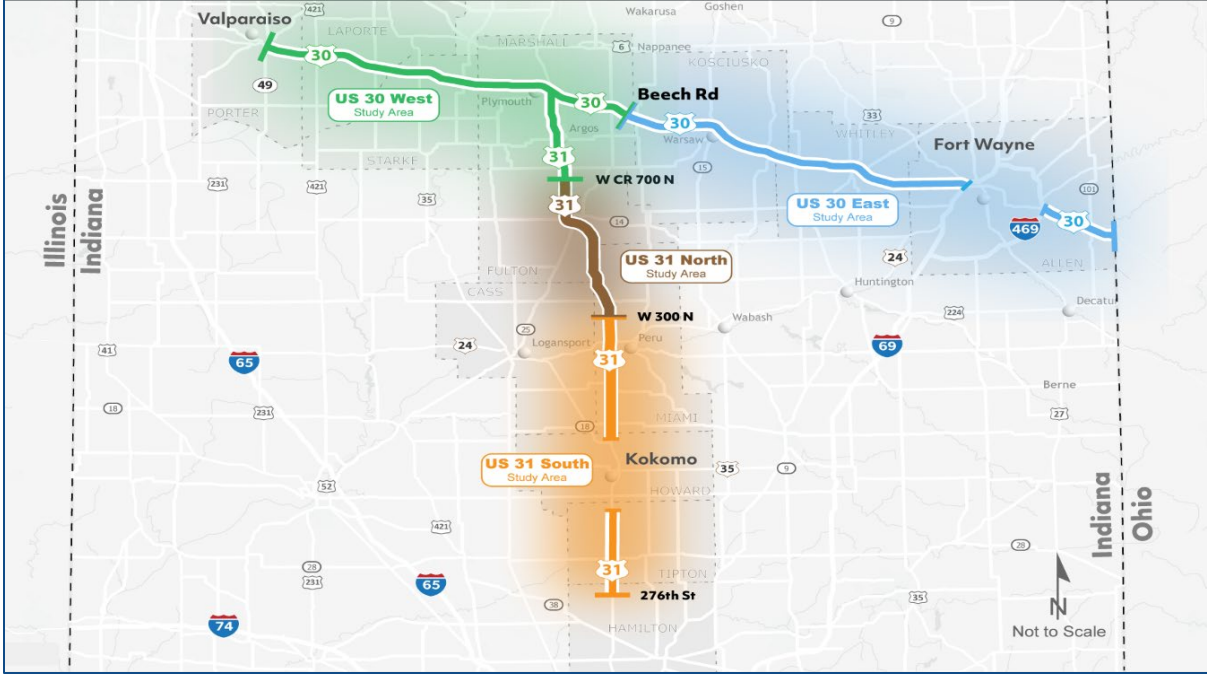 421
Wakarusa
Goshen
9
Valparaiso
LAPORTE
MARSHALL
6
Nappanee
KOSCIUSKO
30
49
US 30 West
Study Area
Plymouth
30
Beech Rd
30
PORTER
Argos
Warsaw
WHITLEY
33
Fort Wayne
STARKE
31
15
231
421
35
W CR 700 N
31
101
US 30 East
Study Area
30
469
14
Illinois
Indiana
US 31 North
Study Area
24
ALLEN
FULTON
CASS
Huntington
Decatu
W 300 N
224
25
Wabash
41
24
Logansport
Peru
31
65
69
Berne
18
231
MIAMI
27
18
US 31 South
Study Area
Kokomo
35
9
52
HOWARD
Indiana
Ohio
421
28
28
231
65
31
TIPTON
276th St
38
35
74
HAMILTON
N
Not to Scale